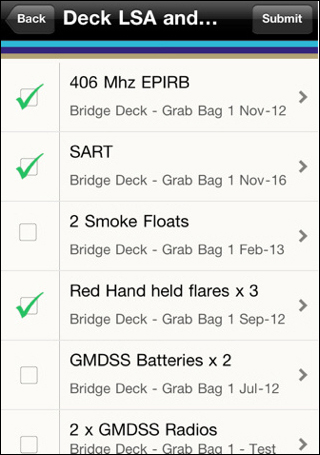 Back
Deck LSA and...
Submit
406 Mhz EPIRB
Bridge Deck - Grab Bag 1 Nov-12
SART
Bridge Deck - Grab Bag 1 Nov-16
2 Smoke Floats
Bridge Deck - Grab Bag 1 Feb-13
Red Hand held flares x 3
Bridge Deck - Grab Bag 1 Sep-12
GMDSS Batteries x 2
Bridge Deck - Grab Bag 1 Jul-12
2 x GMDSS Radios
Bridge Deck - Grab Bag 1 - Test